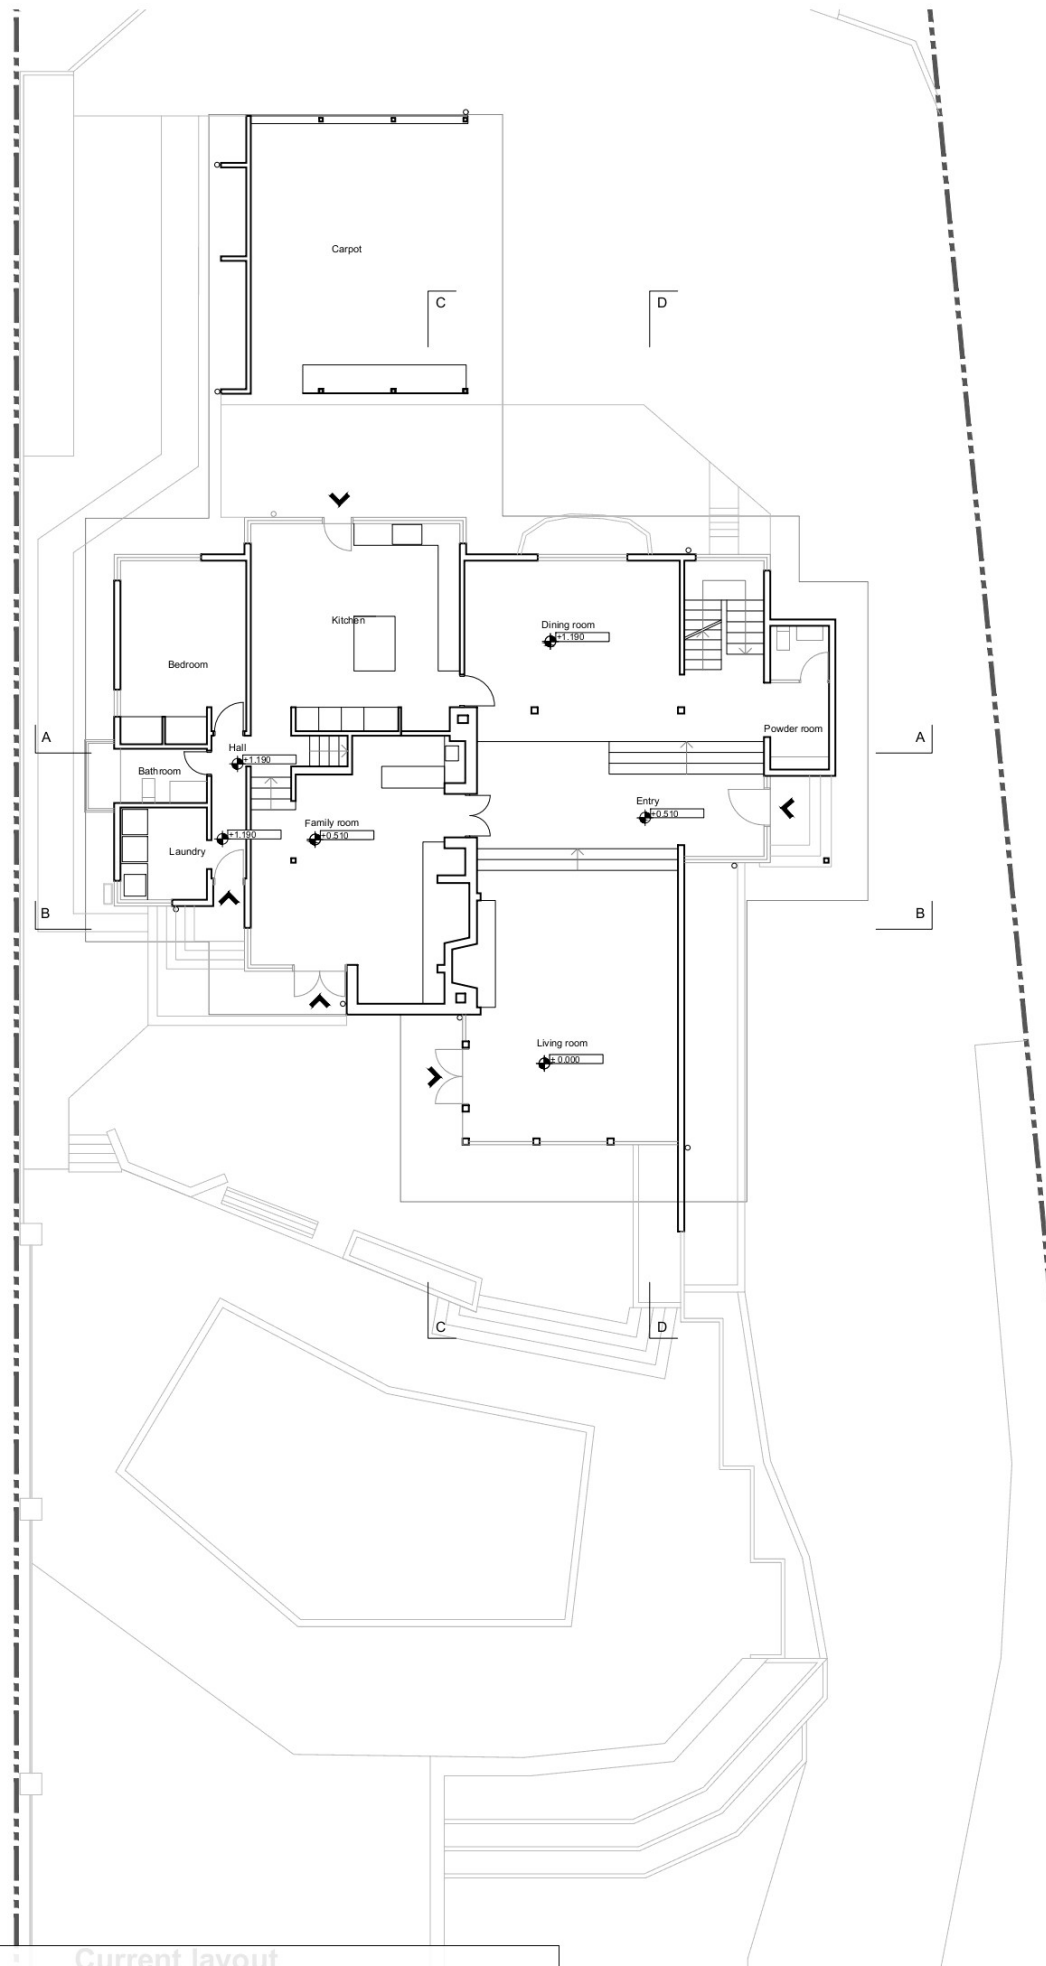 Carpot
C
D
Kitchen
Dining room
+1.190
Bedroom
Powder room
A
Hall
+1.190
A
Bathroom
Entry
+0.510
Family room
+0.510
+1.190
Laundry
B
B
Living room
± 0.000
C
D
Current layout